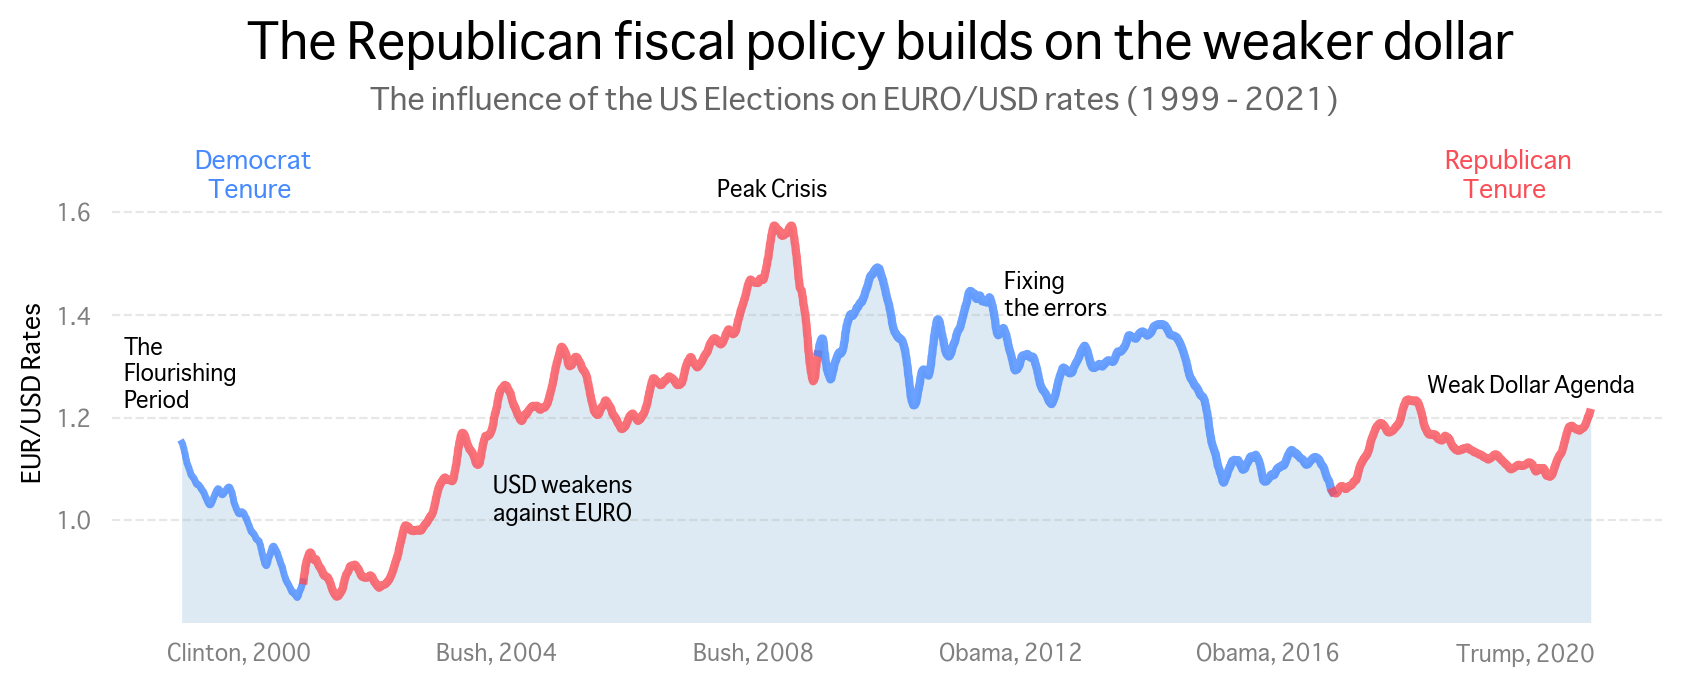 The Republican fiscal policy builds on the weaker dollar
The influence of the US Elections on EURO/USD rates (1999 - 2021)
Democrat
Tenure
Republican
Tenure
Peak Crisis
1.6
Fixing
the errors
1.4
The
Flourishing
Period
Weak Dollar Agenda
1.2
USD weakens
against EURO
1.0
EUR/USD Rates
Clinton, 2000
Bush, 2004
Bush, 2008
Obama, 2012
Obama, 2016
Trump, 2020